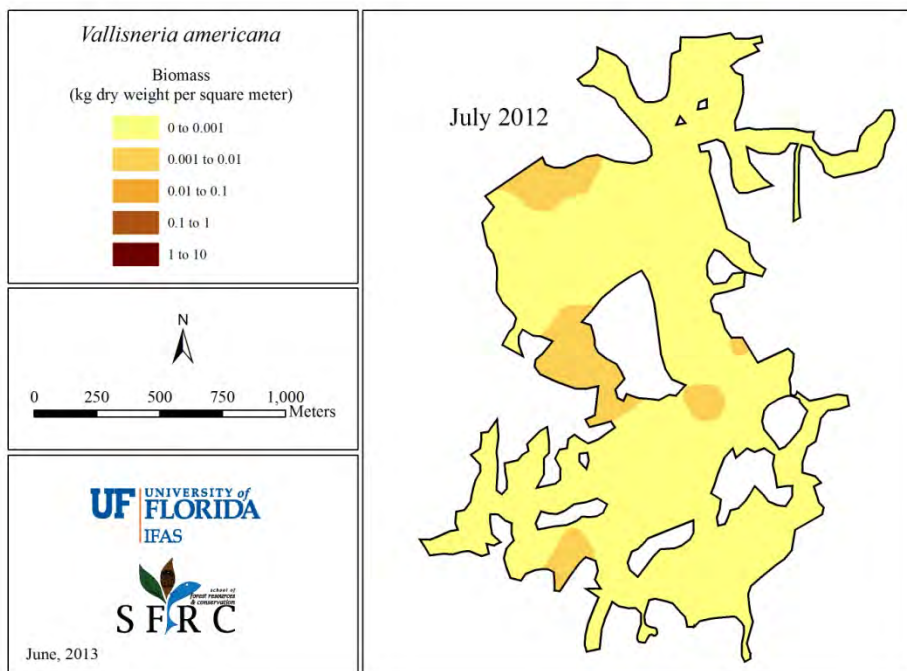 Vallisneria americana
Biomass
(kg dry weight per square meter)
0 to 0.001
0.001 to 0.01
0.01 to 0.1
0.1 to 1
1 to 10
N
0 250 500 750 1,000
Meters
UF UNIVERSITY of
FLORIDA
IFAS
school of
forest resources
& conservation
SFRC
June, 2013
July 2012